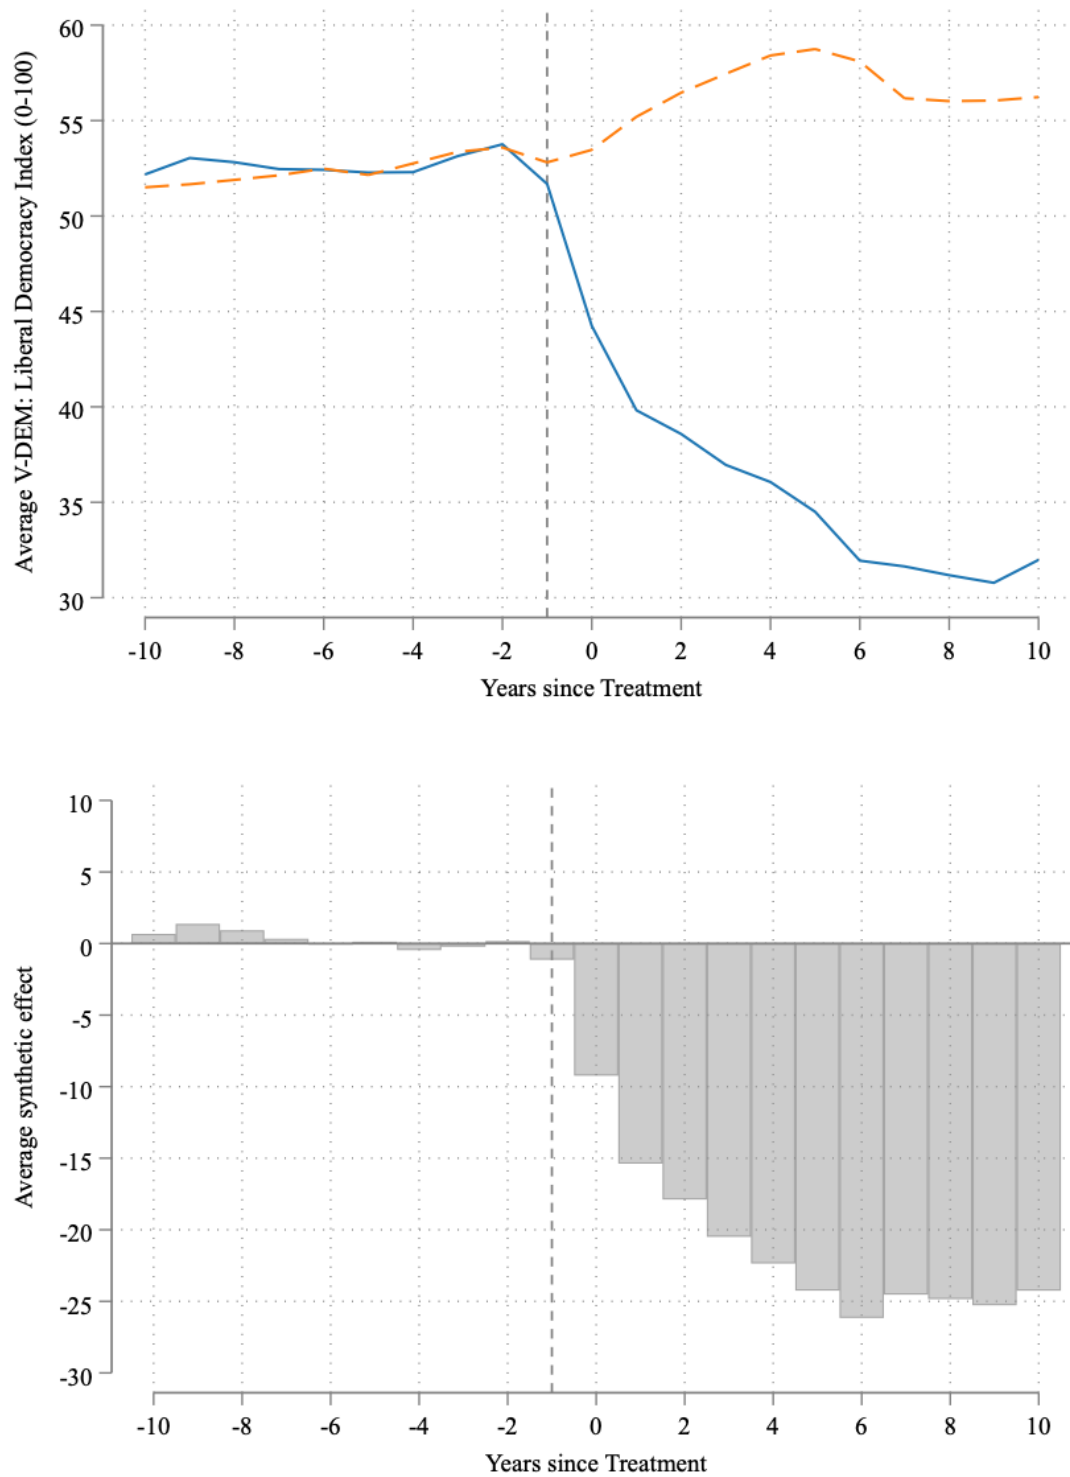 Average V-DEM: Liberal Democracy Index (0-100)
60
55
50
45
40
35
30
-10 -8 -6 -4 -2 0 2 4 6 8 10
Years since Treatment
Average synthetic effect
10
5
0
-5
-10
-15
-20
-25
-30
-10 -8 -6 -4 -2 0 2 4 6 8 10
Years since Treatment